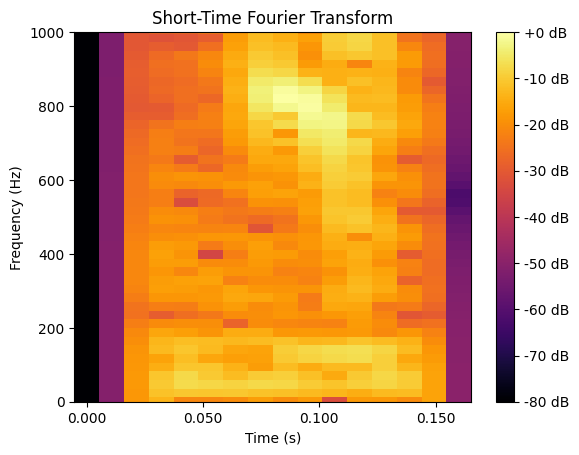 Short-Time Fourier Transform
1000
800
600
400
200
0
Frequency (Hz)
0.000
0.050
0.100
0.150
Time (s)
+0 dB
-10 dB
-20 dB
-30 dB
-40 dB
-50 dB
-60 dB
-70 dB
-80 dB